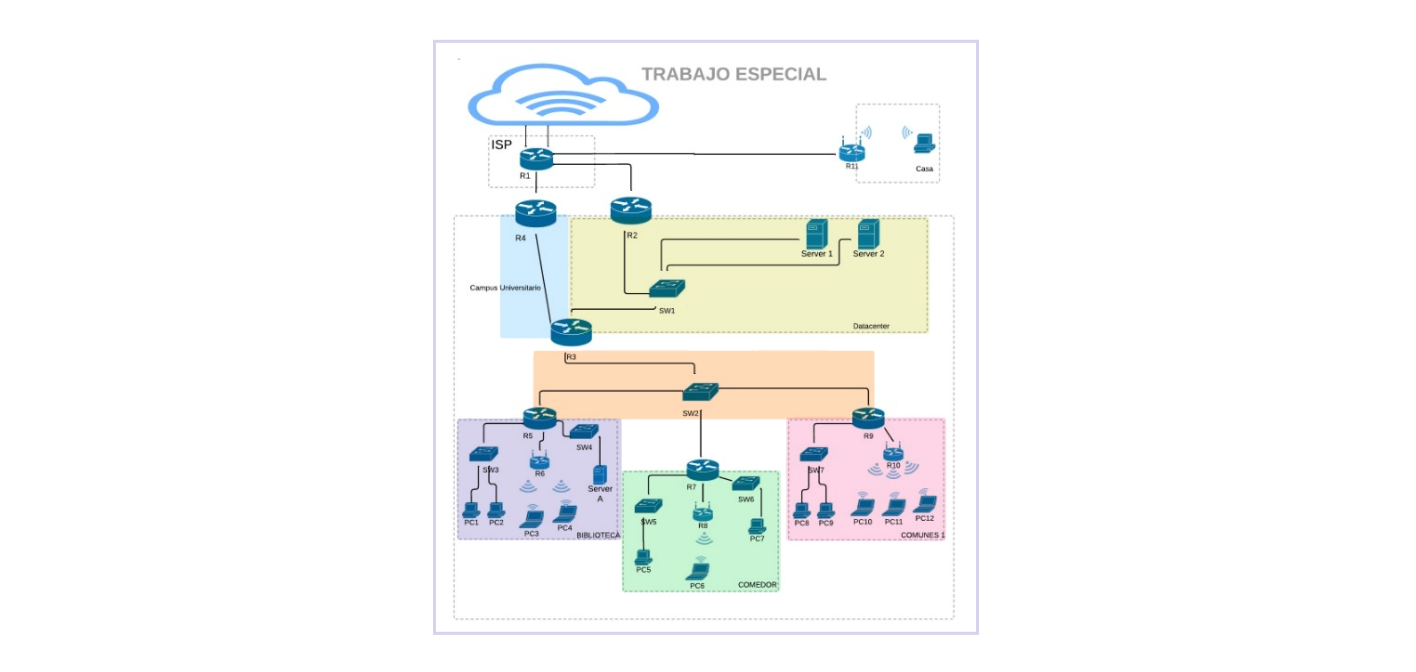 TRABAJO ESPECIAL
ISP
R1
R11
Casa
R4
R2
Server 1
Server 2
Campus Universitario
SW1
Datacenter
R3
SW2
R5
SW4
SW3
R6
Server
A
PC1
PC2
PC3
PC4
BIBLIOTECA
R7
SW6
SW5
R8
PC7
PC5
PC6
COMEDOR
R9
R10
SW7
PC8
PC9
PC10
PC11
PC12
COMUNES 1